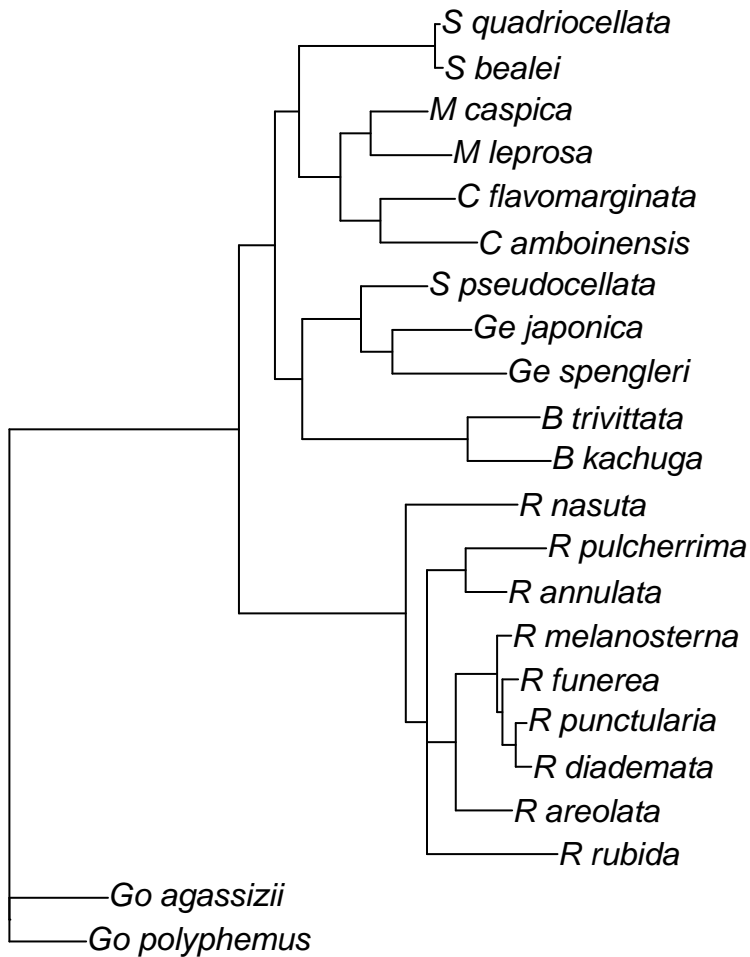 S quadriocellata
S bealei
M caspica
M leprosa
C flavomarginata
C amboinensis
S pseudocellata
Ge japonica
Ge spengleri
B trivittata
B kachuga
R nasuta
R pulcherrima
R annulata
R melanosterna
R funerea
R punctularia
R diademata
R areolata
R rubida
Go agassizii
Go polyphemus